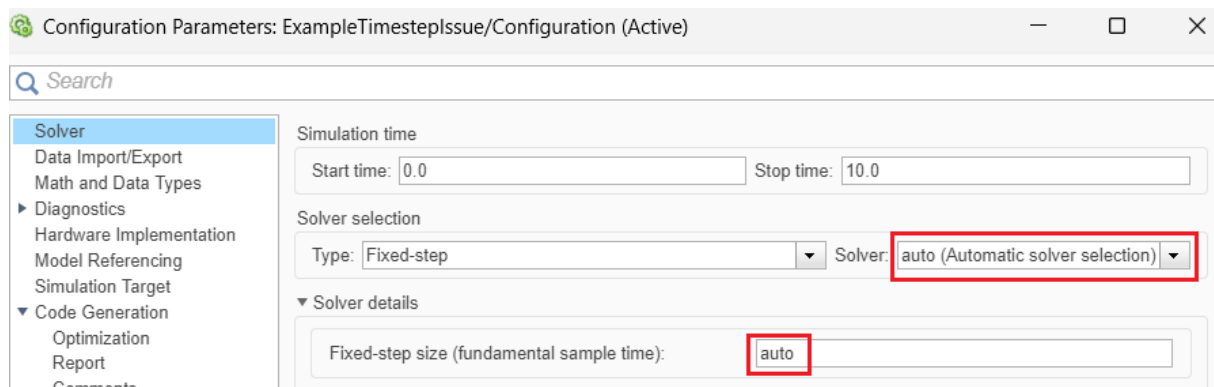 Configuration Parameters: ExampleTimestepIssue/Configuration (Active)
Search
Solver
Data Import/Export
Math and Data Types
Diagnostics
Hardware Implementation
Model Referencing
Simulation Target
Code Generation
Optimization
Report
Comments
Simulation time
Start time: 0.0 Stop time: 10.0
Solver selection
Type: Fixed-step Solver: auto (Automatic solver selection)
Solver details
Fixed-step size (fundamental sample time): auto